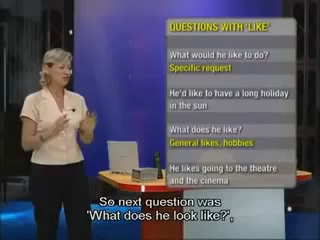 QUESTIONS WITH 'LIKE'
What would he like to do?
Specific request
He'd like to have a long holiday
in the sun
What does he like?
General likes, hobbies
He likes going to the theatre
and the cinema
So next question was
'What does he look like?',